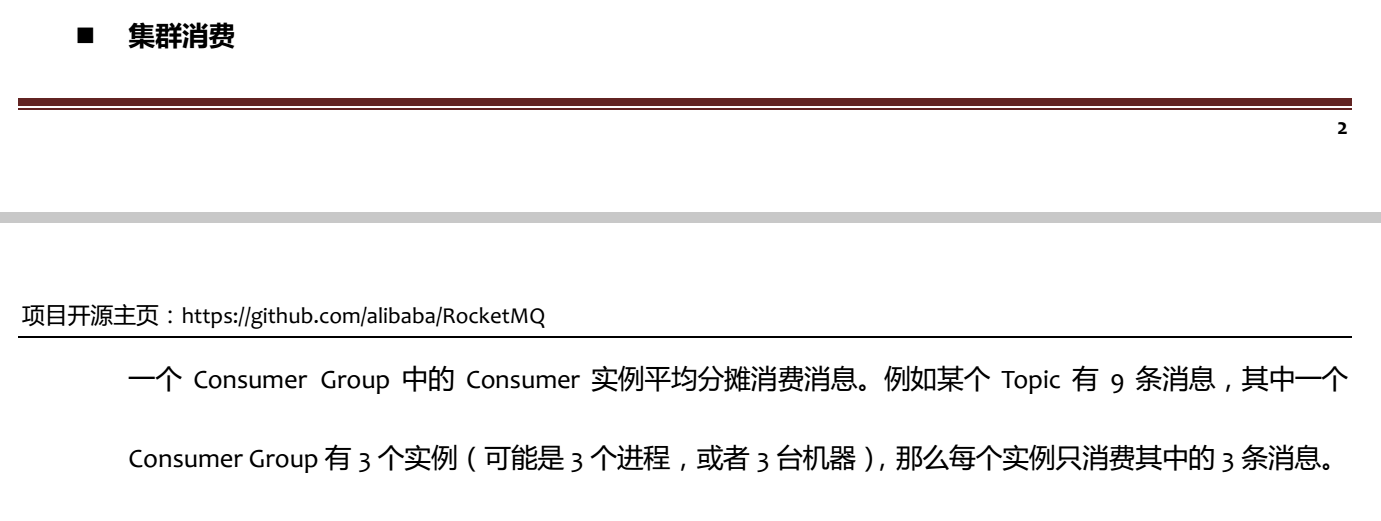 ■ 集群消费
2
项目开源主页：https://github.com/alibaba/RocketMQ
一个 Consumer Group 中的 Consumer 实例平均分摊消费消息。例如某个 Topic 有 9 条消息，其中一个
Consumer Group 有 3 个实例（可能是 3 个进程，或者 3 台机器），那么每个实例只消费其中的 3 条消息。